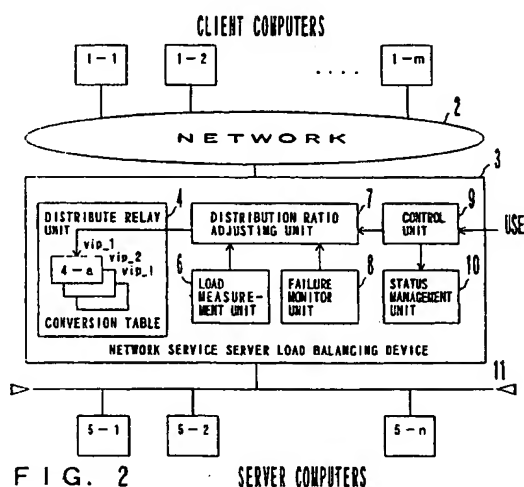 CLIENT COMPUTERS
1-1 1-2 .... 1-m
2
NETWORK
3
DISTRIBUTE RELAY UNIT
4
vip_1
vip_2
vip_l
4-a
CONVERSION TABLE
DISTRIBUTION RATIO ADJUSTING UNIT
7
CONTROL UNIT
9
USE
6
LOAD MEASURE-MENT UNIT
FAILURE MONITOR UNIT
8
STATUS MANAGEMENT UNIT
10
NETWORK SERVICE SERVER LOAD BALANCING DEVICE
11
5-1 5-2 5-n
FIG. 2 SERVER COMPUTERS